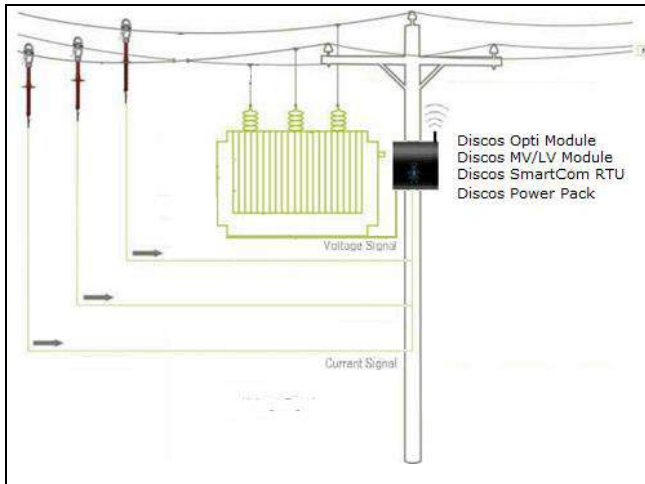 Discos Opti Module
Discos MV/LV Module
Discos SmartCom RTU
Discos Power Pack
Voltage Signal
Current Signal